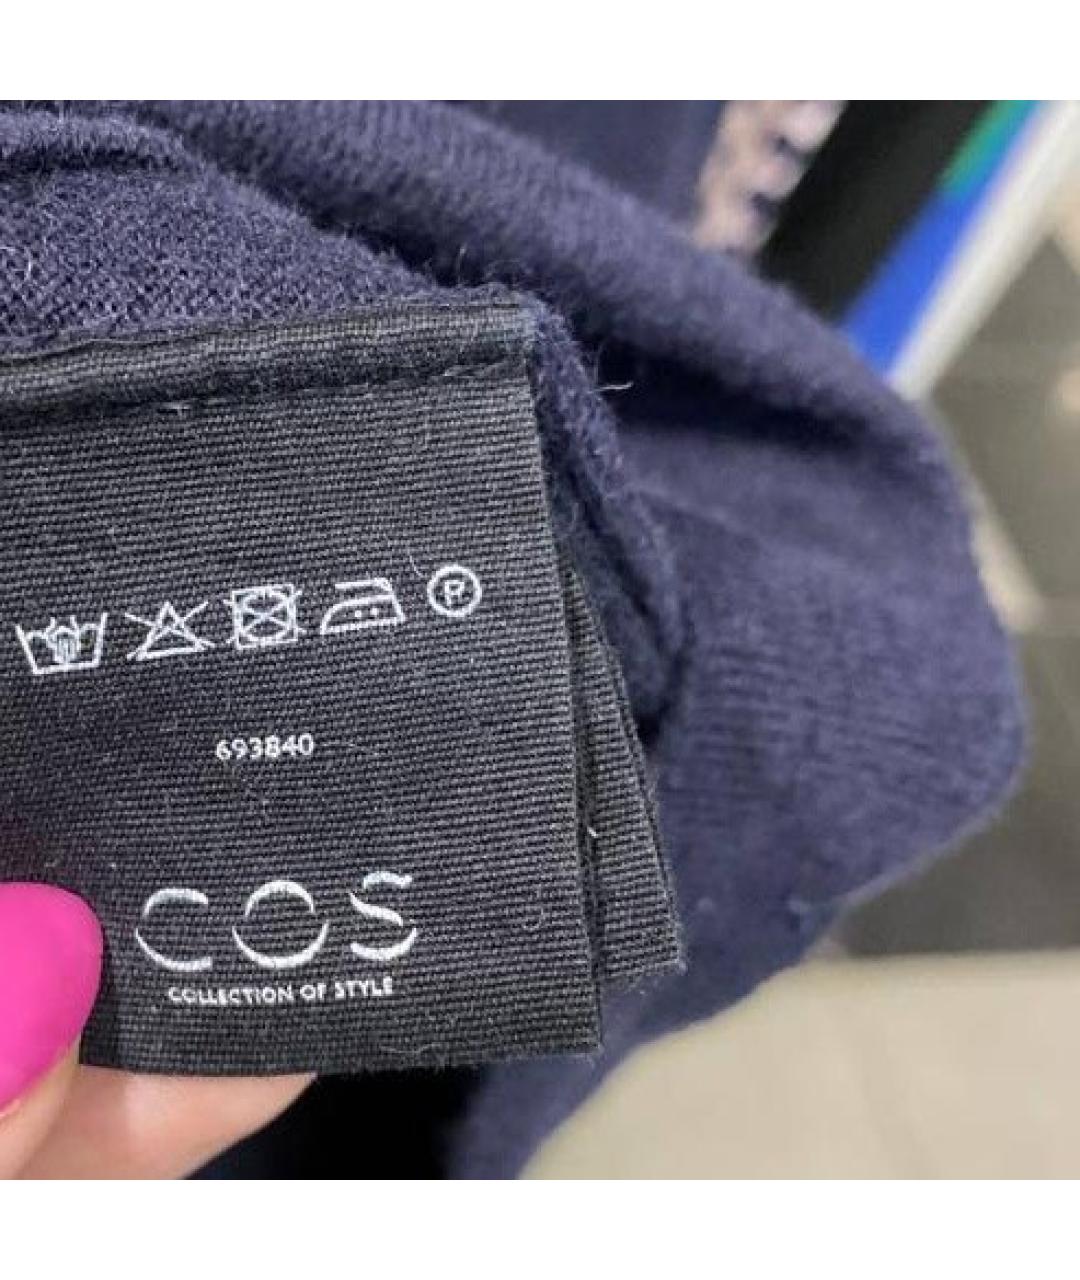 P
693840
COS
COLLECTION OF STYLE